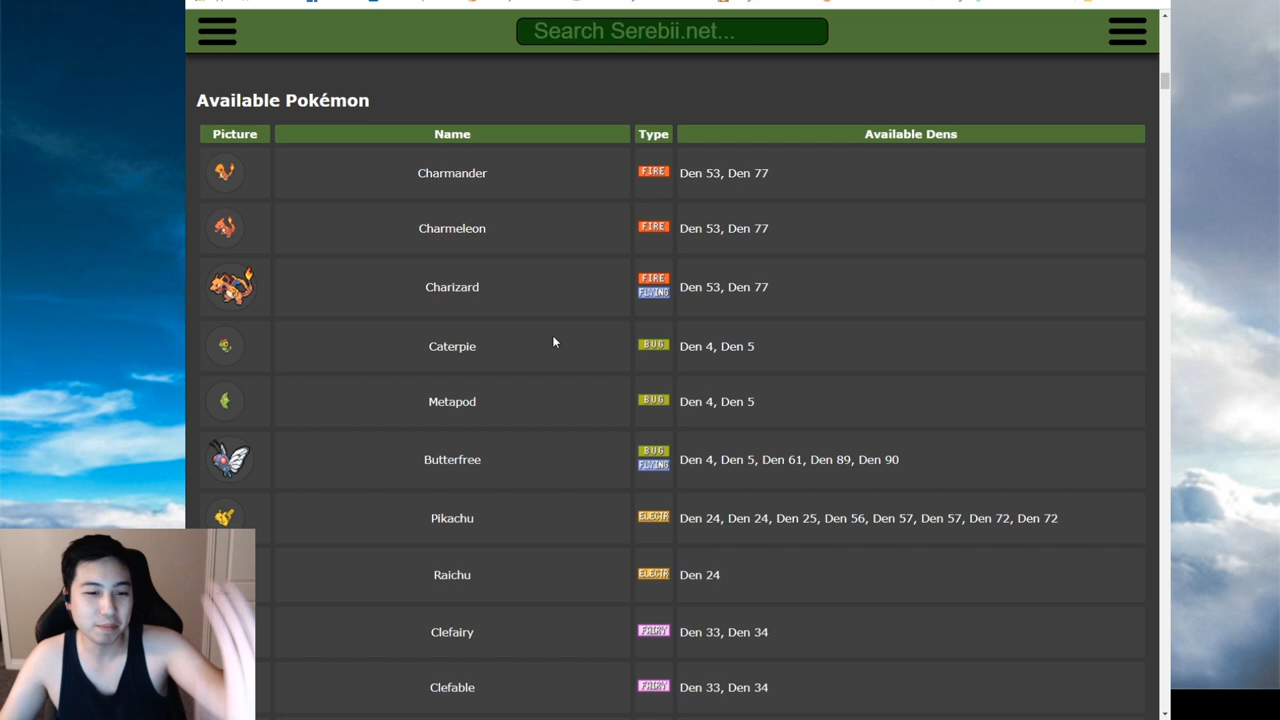 Search Serebii.net...
Available Pokémon
Picture Name Type Available Dens
Charmander FIRE Den 53, Den 77
Charmeleon FIRE Den 53, Den 77
Charizard FIRE FLYING Den 53, Den 77
Caterpie BUG Den 4, Den 5
Metapod BUG Den 4, Den 5
Butterfree BUG FLYING Den 4, Den 5, Den 61, Den 89, Den 90
Pikachu ELECTR Den 24, Den 24, Den 25, Den 56, Den 57, Den 57, Den 72, Den 72
Raichu ELECTR Den 24
Clefairy FAIRY Den 33, Den 34
Clefable FAIRY Den 33, Den 34